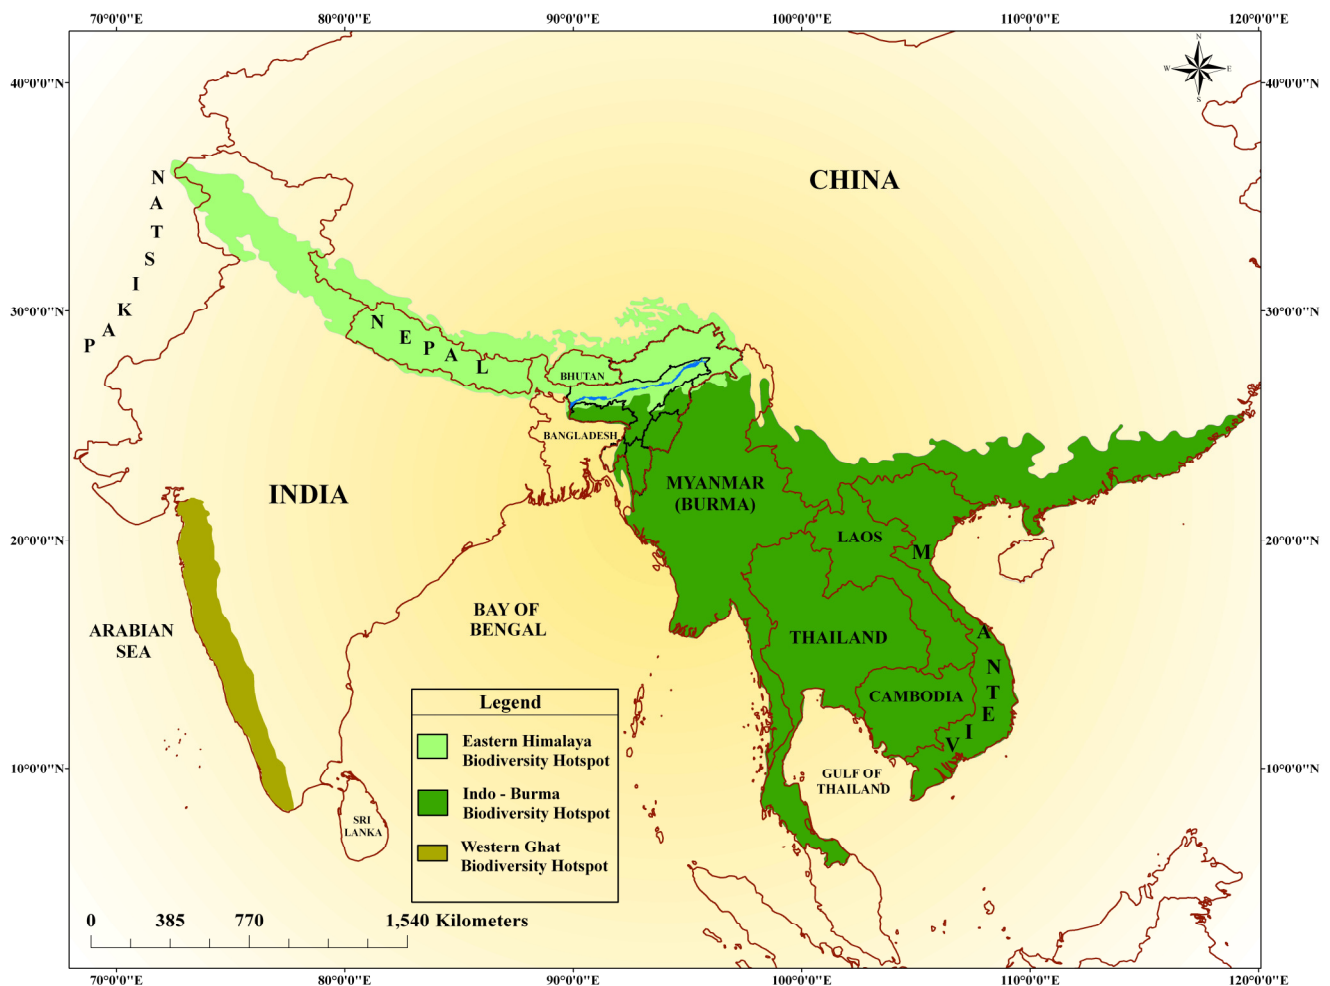 70°0'0"E 80°0'0"E 90°0'0"E 100°0'0"E 110°0'0"E 120°0'0"E
N
W E
S
40°0'0"N 40°0'0"N
CHINA
NATSIKAP
30°0'0"N 30°0'0"N
NEPAL
BHUTAN
BANGLADESH
INDIA
MYANMAR
(BURMA)
LAOS
20°0'0"N 20°0'0"N
MANTEIV
ARABIAN
SEA
BAY OF
BENGAL
THAILAND
CAMBODIA
GULF OF
THAILAND
10°0'0"N 10°0'0"N
SRI
LANKA
Legend
Eastern Himalaya
Biodiversity Hotspot
Indo - Burma
Biodiversity Hotspot
Western Ghat
Biodiversity Hotspot
0 385 770 1,540 Kilometers
70°0'0"E 80°0'0"E 90°0'0"E 100°0'0"E 110°0'0"E 120°0'0"E